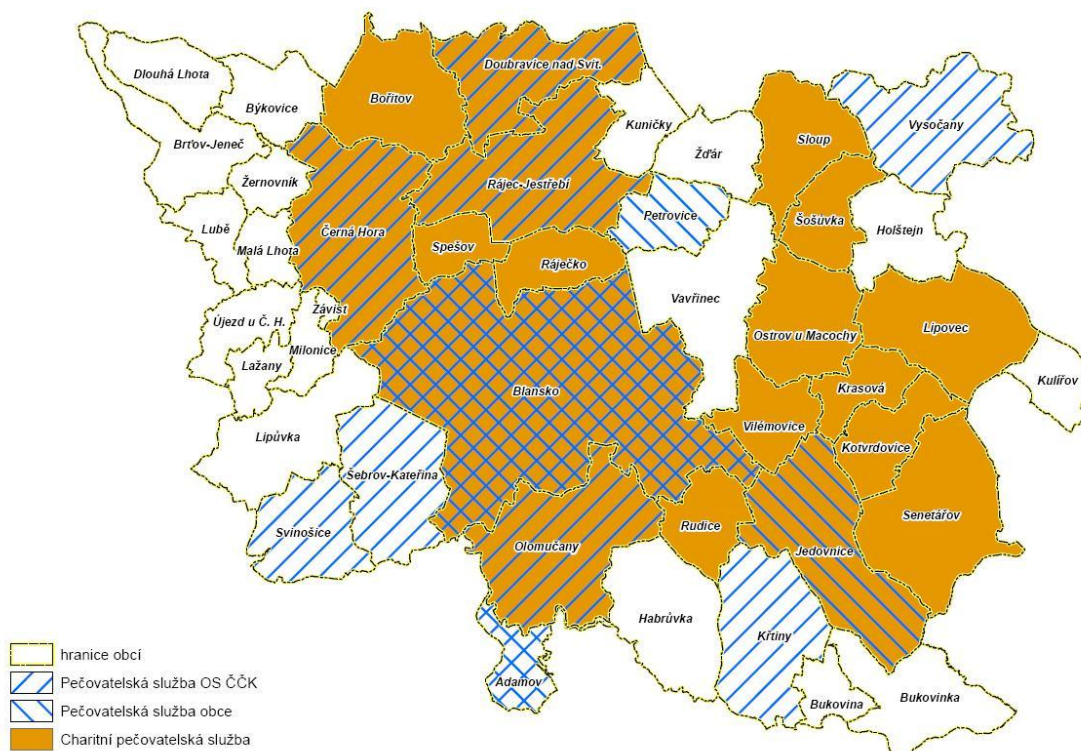 Dlouhá Lhota
Býkovice
Bořitov
Doubravice nad Svit.
Kuničky
Žďár
Sloup
Vysočany
Brťov-Jeneč
Žernovník
Rájec-Jestřebí
Petrovice
Šošůvka
Holštejn
Lubě
Malá Lhota
Černá Hora
Spešov
Ráječko
Vavřinec
Újezd u Č. H.
Závist
Milonice
Lažany
Ostrov u Macochy
Lipovec
Kulířov
Blansko
Krasová
Vilémovice
Kotvrdovice
Lipůvka
Šebrov-Kateřina
Svinošice
Olomučany
Rudice
Jedovnice
Senetářov
Habrůvka
Křtiny
Adamov
Bukovina
Bukovinka
hranice obcí
Pečovatelská služba OS ČČK
Pečovatelská služba obce
Charitní pečovatelská služba